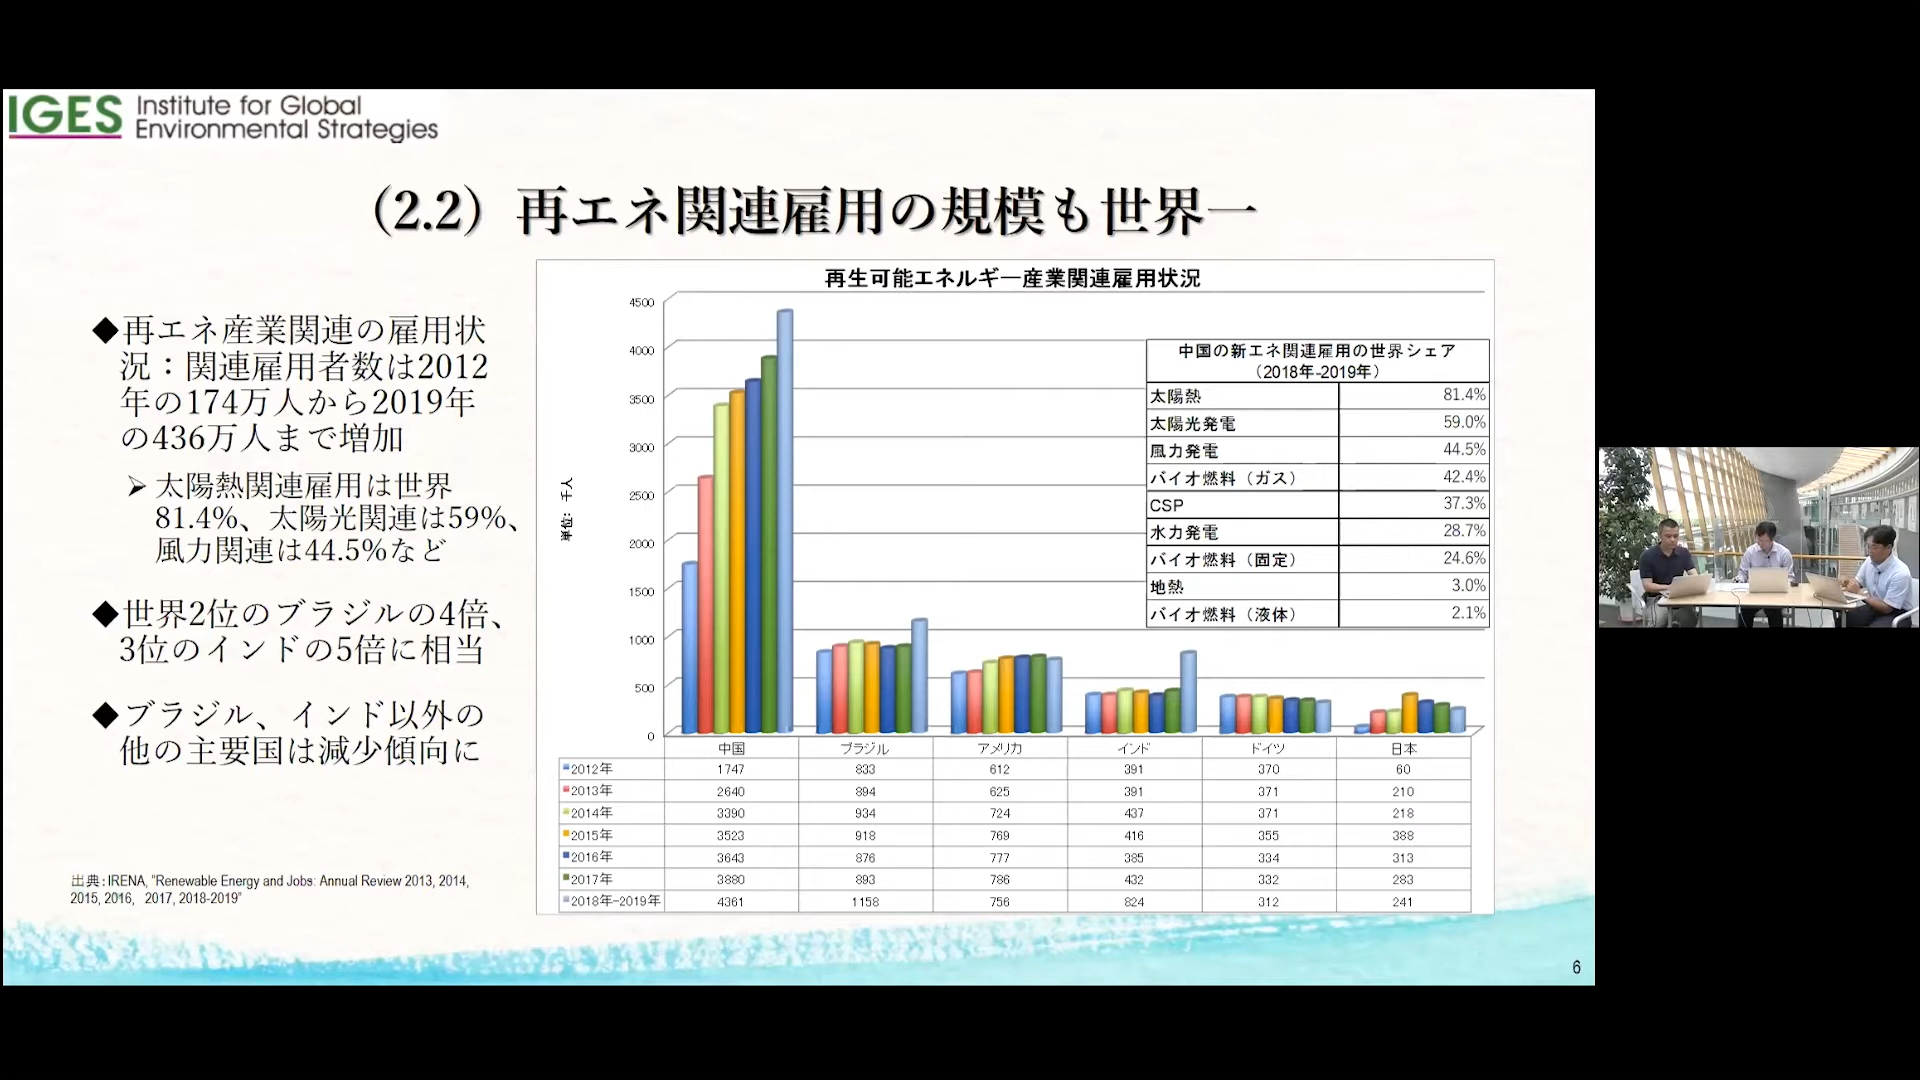 IGES Institute for Global
Environmental Strategies
（2.2）再エネ関連雇用の規模も世界一
◆再エネ産業関連の雇用状
況：関連雇用者数は2012
年の174万人から2019年
の436万人まで増加
➢ 太陽熱関連雇用は世界
81.4%、太陽光関連は59%、
風力関連は44.5%など
◆世界2位のブラジルの4倍、
3位のインドの5倍に相当
◆ブラジル、インド以外の
他の主要国は減少傾向に
出典: IRENA, "Renewable Energy and Jobs: Annual Review 2013, 2014,
2015, 2016, 2017, 2018-2019"
再生可能エネルギー産業関連雇用状況
4500
4000
3500
3000
2500
2000
1500
1000
500
0
単位：千人
中国の新エネ関連雇用の世界シェア
（2018年-2019年）
太陽熱 81.4%
太陽光発電 59.0%
風力発電 44.5%
バイオ燃料（ガス） 42.4%
CSP 37.3%
水力発電 28.7%
バイオ燃料（固定） 24.6%
地熱 3.0%
バイオ燃料（液体） 2.1%
中国 ブラジル アメリカ インド ドイツ 日本
2012年 1747 833 612 391 370 60
2013年 2640 894 625 391 371 210
2014年 3390 934 724 437 371 218
2015年 3523 918 769 416 355 388
2016年 3643 876 777 385 334 313
2017年 3880 893 786 432 332 283
2018年-2019年 4361 1158 756 824 312 241
6